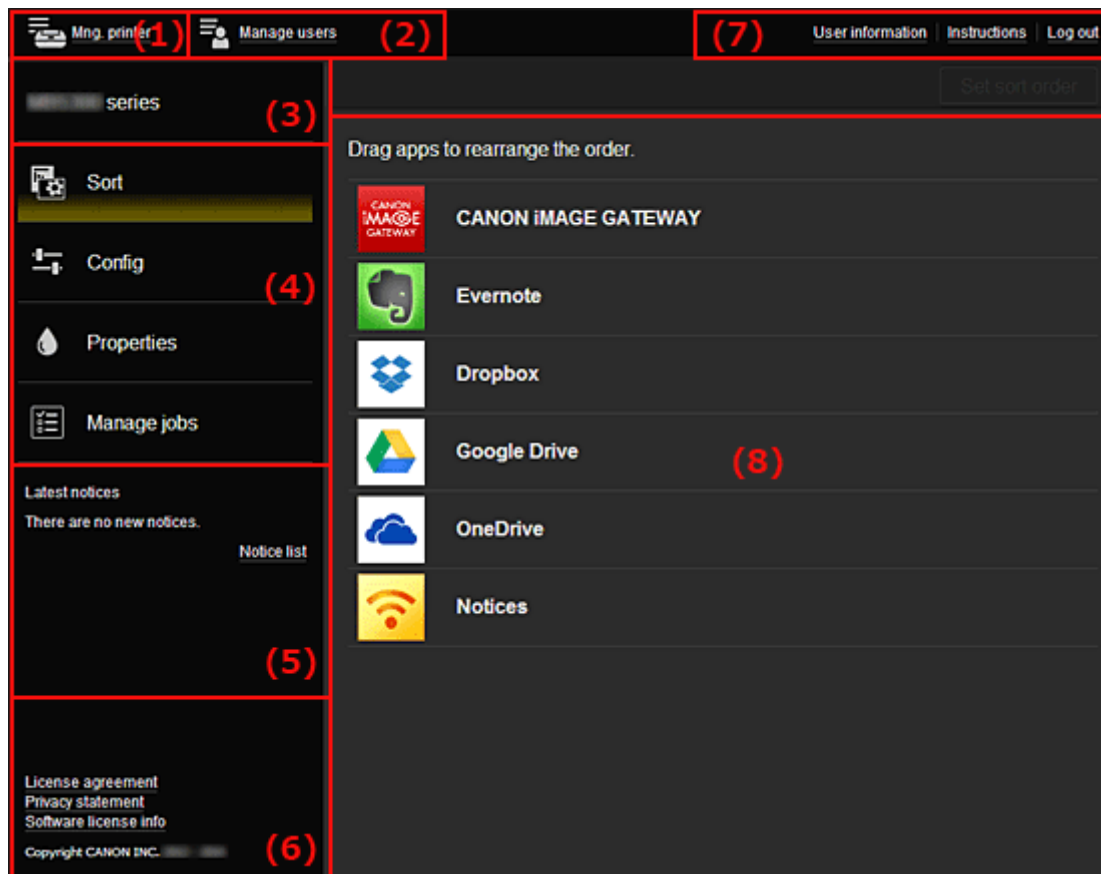 Mng. printer (1)
Manage users (2)
(7) User information Instructions Log out
series (3)
Set sort order
Drag apps to rearrange the order.
Sort
Config
(4)
Properties
Manage jobs
CANON
iMAGE
GATEWAY
CANON iMAGE GATEWAY
Evernote
Dropbox
Google Drive
(8)
OneDrive
Notices
Latest notices
There are no new notices.
Notice list
(5)
License agreement
Privacy statement
Software license info
Copyright CANON INC.
(6)